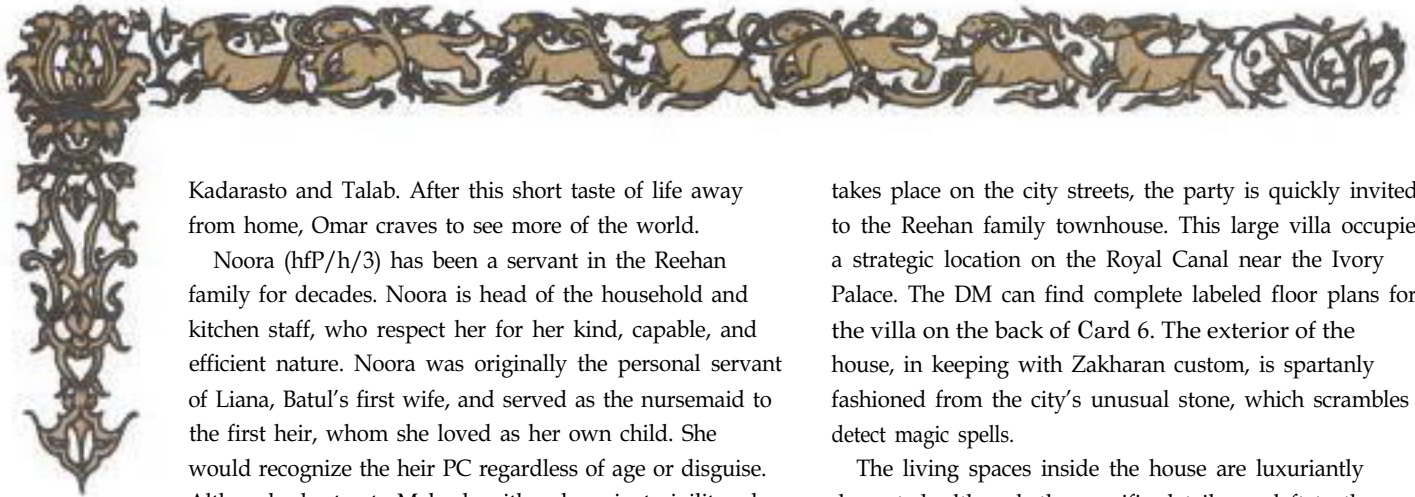 Kadarasto and Talab. After this short taste of life away
from home, Omar craves to see more of the world.
Noora (hfP/h/3) has been a servant in the Reehan
family for decades. Noora is head of the household and
kitchen staff, who respect her for her kind, capable, and
efficient nature. Noora was originally the personal servant
of Liana, Batul's first wife, and served as the nursemaid to
the first heir, whom she loved as her own child. She
would recognize the heir PC regardless of age or disguise.
takes place on the city streets, the party is quickly invited
to the Reehan family townhouse. This large villa occupie
a strategic location on the Royal Canal near the Ivory
Palace. The DM can find complete labeled floor plans for
the villa on the back of Card 6. The exterior of the
house, in keeping with Zakharan custom, is spartanly
fashioned from the city's unusual stone, which scrambles
detect magic spells.
The living spaces inside the house are luxuriantly